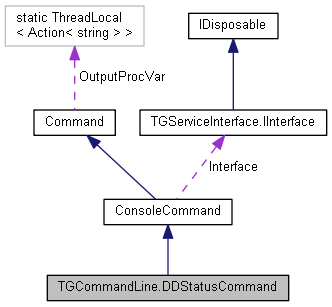 static ThreadLocal
< Action< string > >
IDisposable
OutputProcVar
Command
TGServiceInterface.IInterface
Interface
ConsoleCommand
TGCommandLine.DDStatusCommand